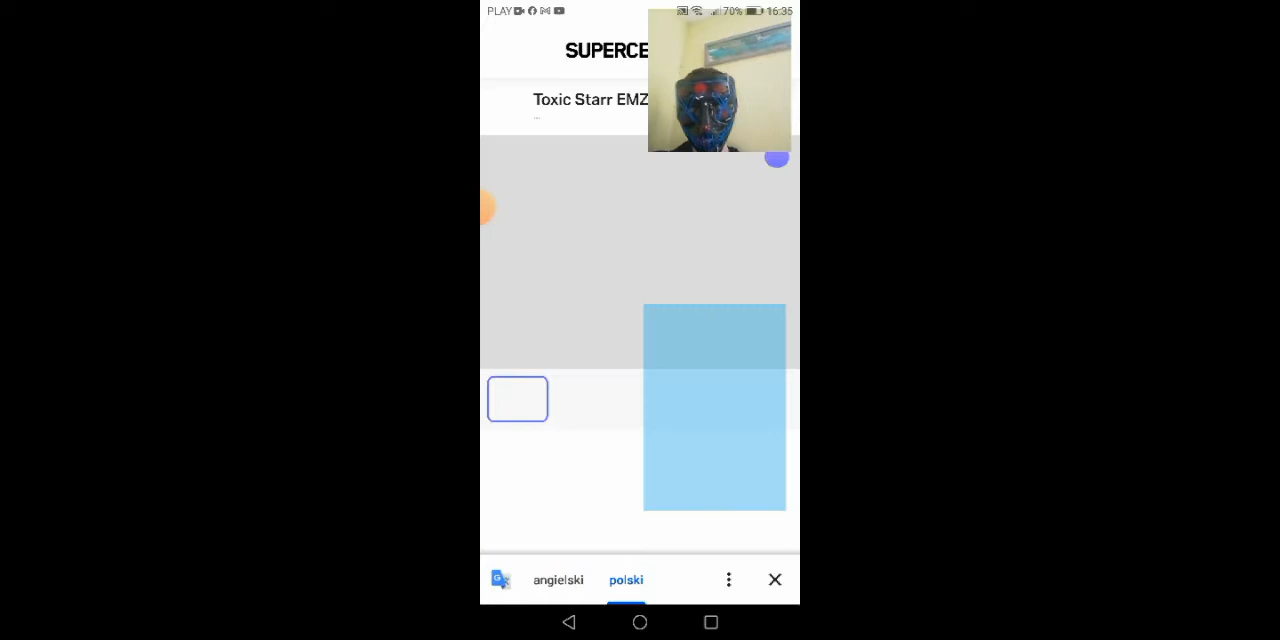 PLAY
70% 16:35
SUPERCE
Toxic Starr EMZ
...
angielski polski